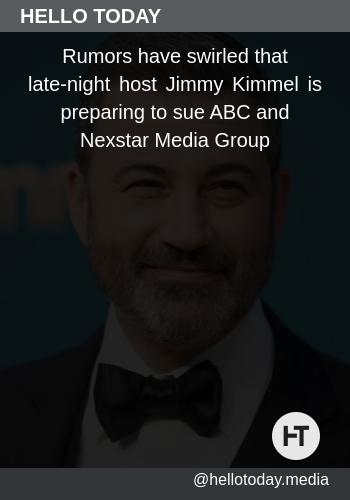 HELLO TODAY
Rumors have swirled that
late-night host Jimmy Kimmel is
preparing to sue ABC and
Nexstar Media Group
HT
@hellotoday.media